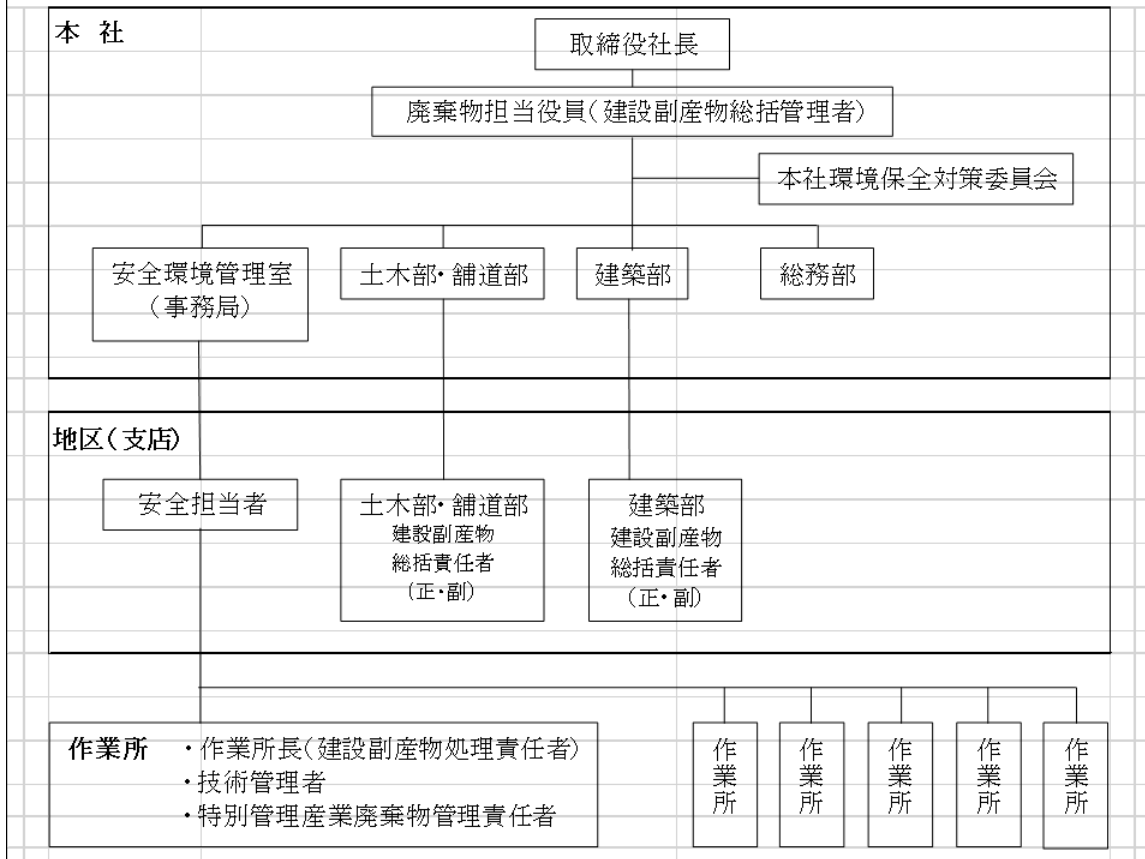 本 社
取締役社長
廃棄物担当役員(建設副産物総括管理者)
本社環境保全対策委員会
安全環境管理室
(事務局)
土木部・舗道部
建築部
総務部
地区(支店)
安全担当者
土木部・舗道部
建設副産物
総括責任者
(正・副)
建築部
建設副産物
総括責任者
(正・副)
作業所 ・作業所長(建設副産物処理責任者)
・技術管理者
・特別管理産業廃棄物管理責任者
作業所
作業所
作業所
作業所
作業所